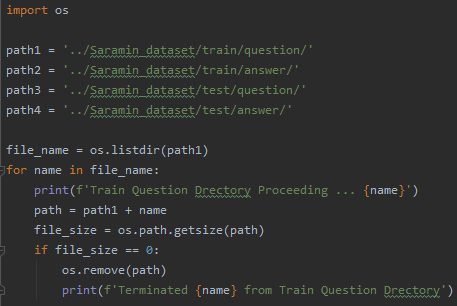 import os
path1 = '../Saramin_dataset/train/question/'
path2 = '../Saramin_dataset/train/answer/'
path3 = '../Saramin_dataset/test/question/'
path4 = '../Saramin_dataset/test/answer/'
file_name = os.listdir(path1)
for name in file_name:
    print(f'Train Question Drectory Proceeding ... {name}')
    path = path1 + name
    file_size = os.path.getsize(path)
    if file_size == 0:
        os.remove(path)
        print(f'Terminated {name} from Train Question Drectory')